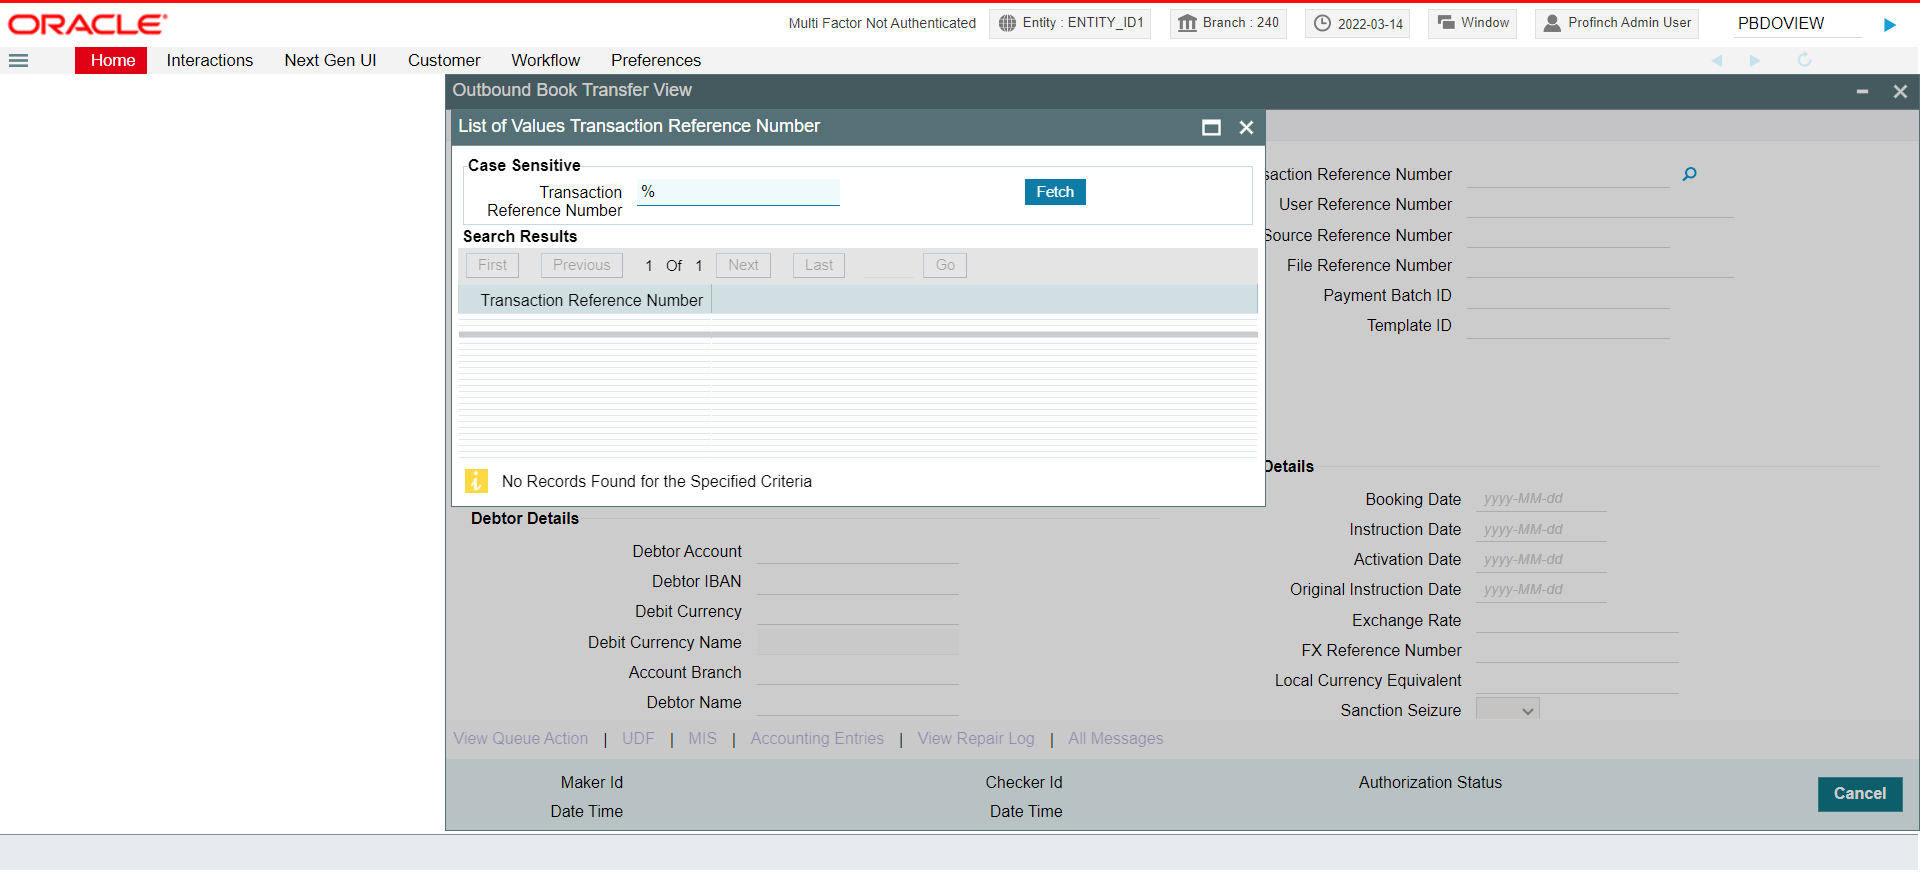 ORACLE
Multi Factor Not Authenticated
Entity : ENTITY_ID1
Branch : 240
2022-03-14
Window
Profinch Admin User
PBDOVIEW
Home
Interactions
Next Gen UI
Customer
Workflow
Preferences
Outbound Book Transfer View
List of Values Transaction Reference Number
Case Sensitive
Transaction
Reference Number
%
Fetch
Search Results
First
Previous
1 Of 1
Next
Last
Go
Transaction Reference Number
No Records Found for the Specified Criteria
saction Reference Number
User Reference Number
Source Reference Number
File Reference Number
Payment Batch ID
Template ID
Details
Booking Date yyyy-MM-dd
Instruction Date yyyy-MM-dd
Activation Date yyyy-MM-dd
Original Instruction Date yyyy-MM-dd
Exchange Rate
FX Reference Number
Local Currency Equivalent
Sanction Seizure
Debtor Details
Debtor Account
Debtor IBAN
Debit Currency
Debit Currency Name
Account Branch
Debtor Name
View Queue Action | UDF | MIS | Accounting Entries | View Repair Log | All Messages
Maker Id
Date Time
Checker Id
Date Time
Authorization Status
Cancel